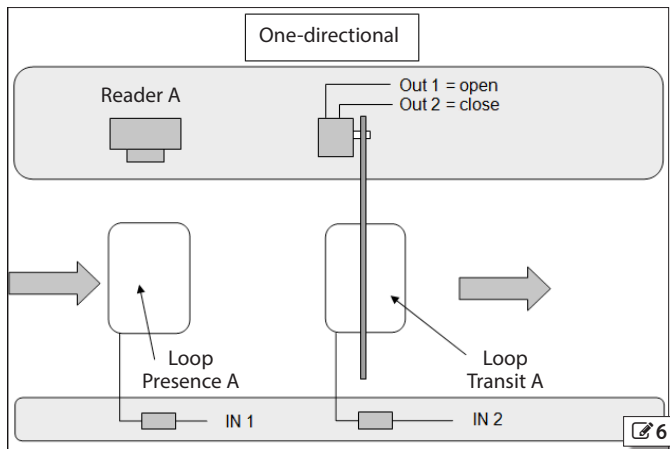 One-directional
Reader A
Out 1 = open
Out 2 = close
Loop
Presence A
Loop
Transit A
IN 1
IN 2
6